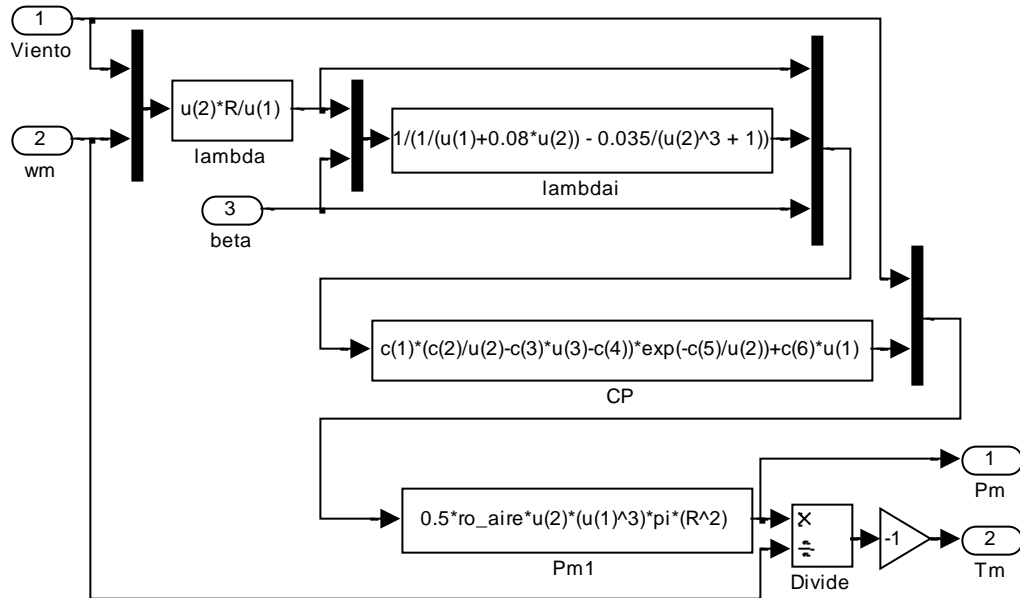 1
Viento
2
wm
u(2)*R/u(1)
lambda
3
beta
1/(1/(u(1)+0.08*u(2)) - 0.035/(u(2)^3 + 1))
lambdai
c(1)*(c(2)/u(2)-c(3)*u(3)-c(4))*exp(-c(5)/u(2))+c(6)*u(1)
CP
0.5*ro_aire*u(2)*(u(1)^3)*pi*(R^2)
Pm1
×
÷
Divide
-1
1
Pm
2
Tm